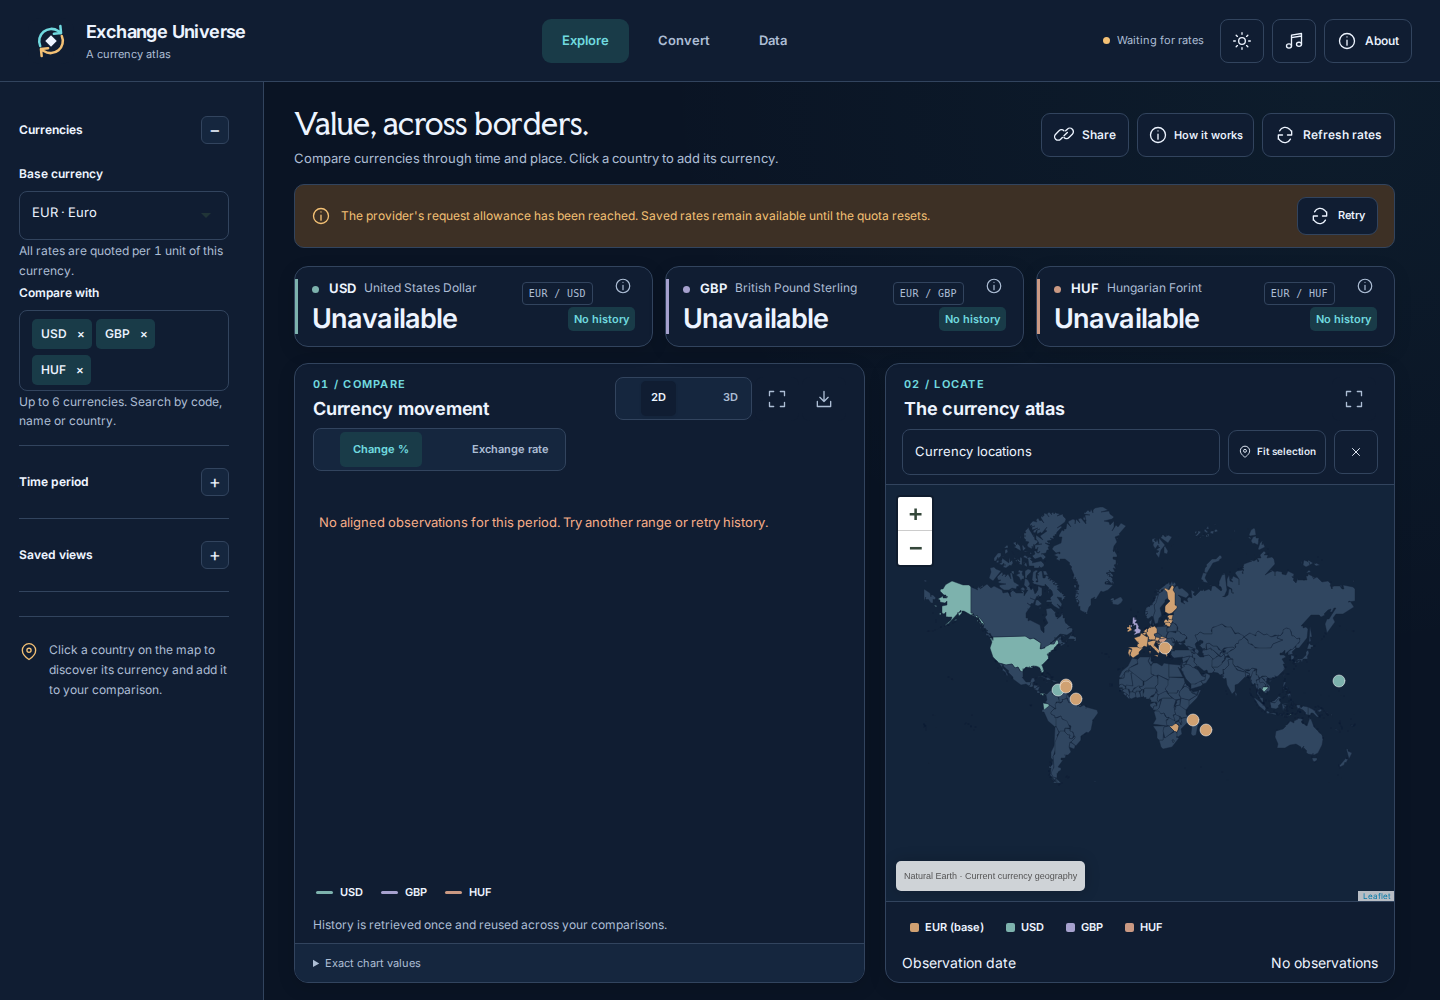 Exchange Universe
A currency atlas
Explore
Convert
Data
Waiting for rates
About
Currencies
−
Base currency
EUR · Euro
All rates are quoted per 1 unit of this
currency.
Compare with
USD ×
GBP ×
HUF ×
Up to 6 currencies. Search by code,
name or country.
Time period
+
Saved views
+
Click a country on the map to
discover its currency and add it
to your comparison.
Value, across borders.
Compare currencies through time and place. Click a country to add its currency.
Share
How it works
Refresh rates
The provider's request allowance has been reached. Saved rates remain available until the quota resets.
Retry
USD United States Dollar
EUR / USD
Unavailable
No history
GBP British Pound Sterling
EUR / GBP
Unavailable
No history
HUF Hungarian Forint
EUR / HUF
Unavailable
No history
01 / COMPARE
Currency movement
2D
3D
Change %
Exchange rate
No aligned observations for this period. Try another range or retry history.
USD
GBP
HUF
History is retrieved once and reused across your comparisons.
Exact chart values
02 / LOCATE
The currency atlas
Currency locations
Fit selection
×
+
−
Natural Earth · Current currency geography
Leaflet
EUR (base)
USD
GBP
HUF
Observation date
No observations